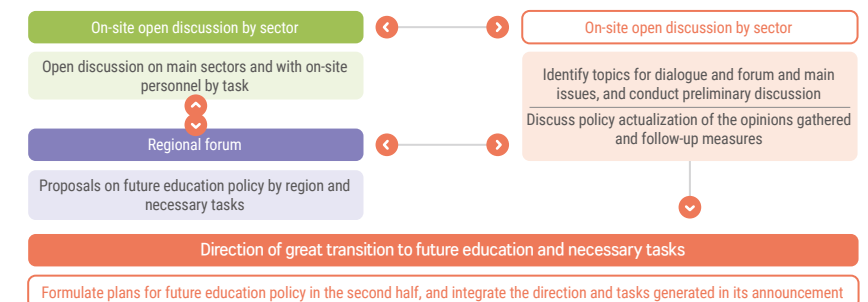 On-site open discussion by sector
Open discussion on main sectors and with on-site
personnel by task
Regional forum
Proposals on future education policy by region and
necessary tasks
On-site open discussion by sector
Identify topics for dialogue and forum and main
issues, and conduct preliminary discussion
Discuss policy actualization of the opinions gathered
and follow-up measures
Direction of great transition to future education and necessary tasks
Formulate plans for future education policy in the second half, and integrate the direction and tasks generated in its announcement